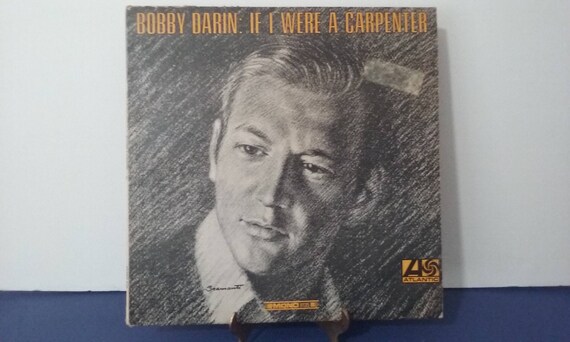 BOBBY DARIN: IF I WERE A CARPENTER
ATLANTIC
MONO